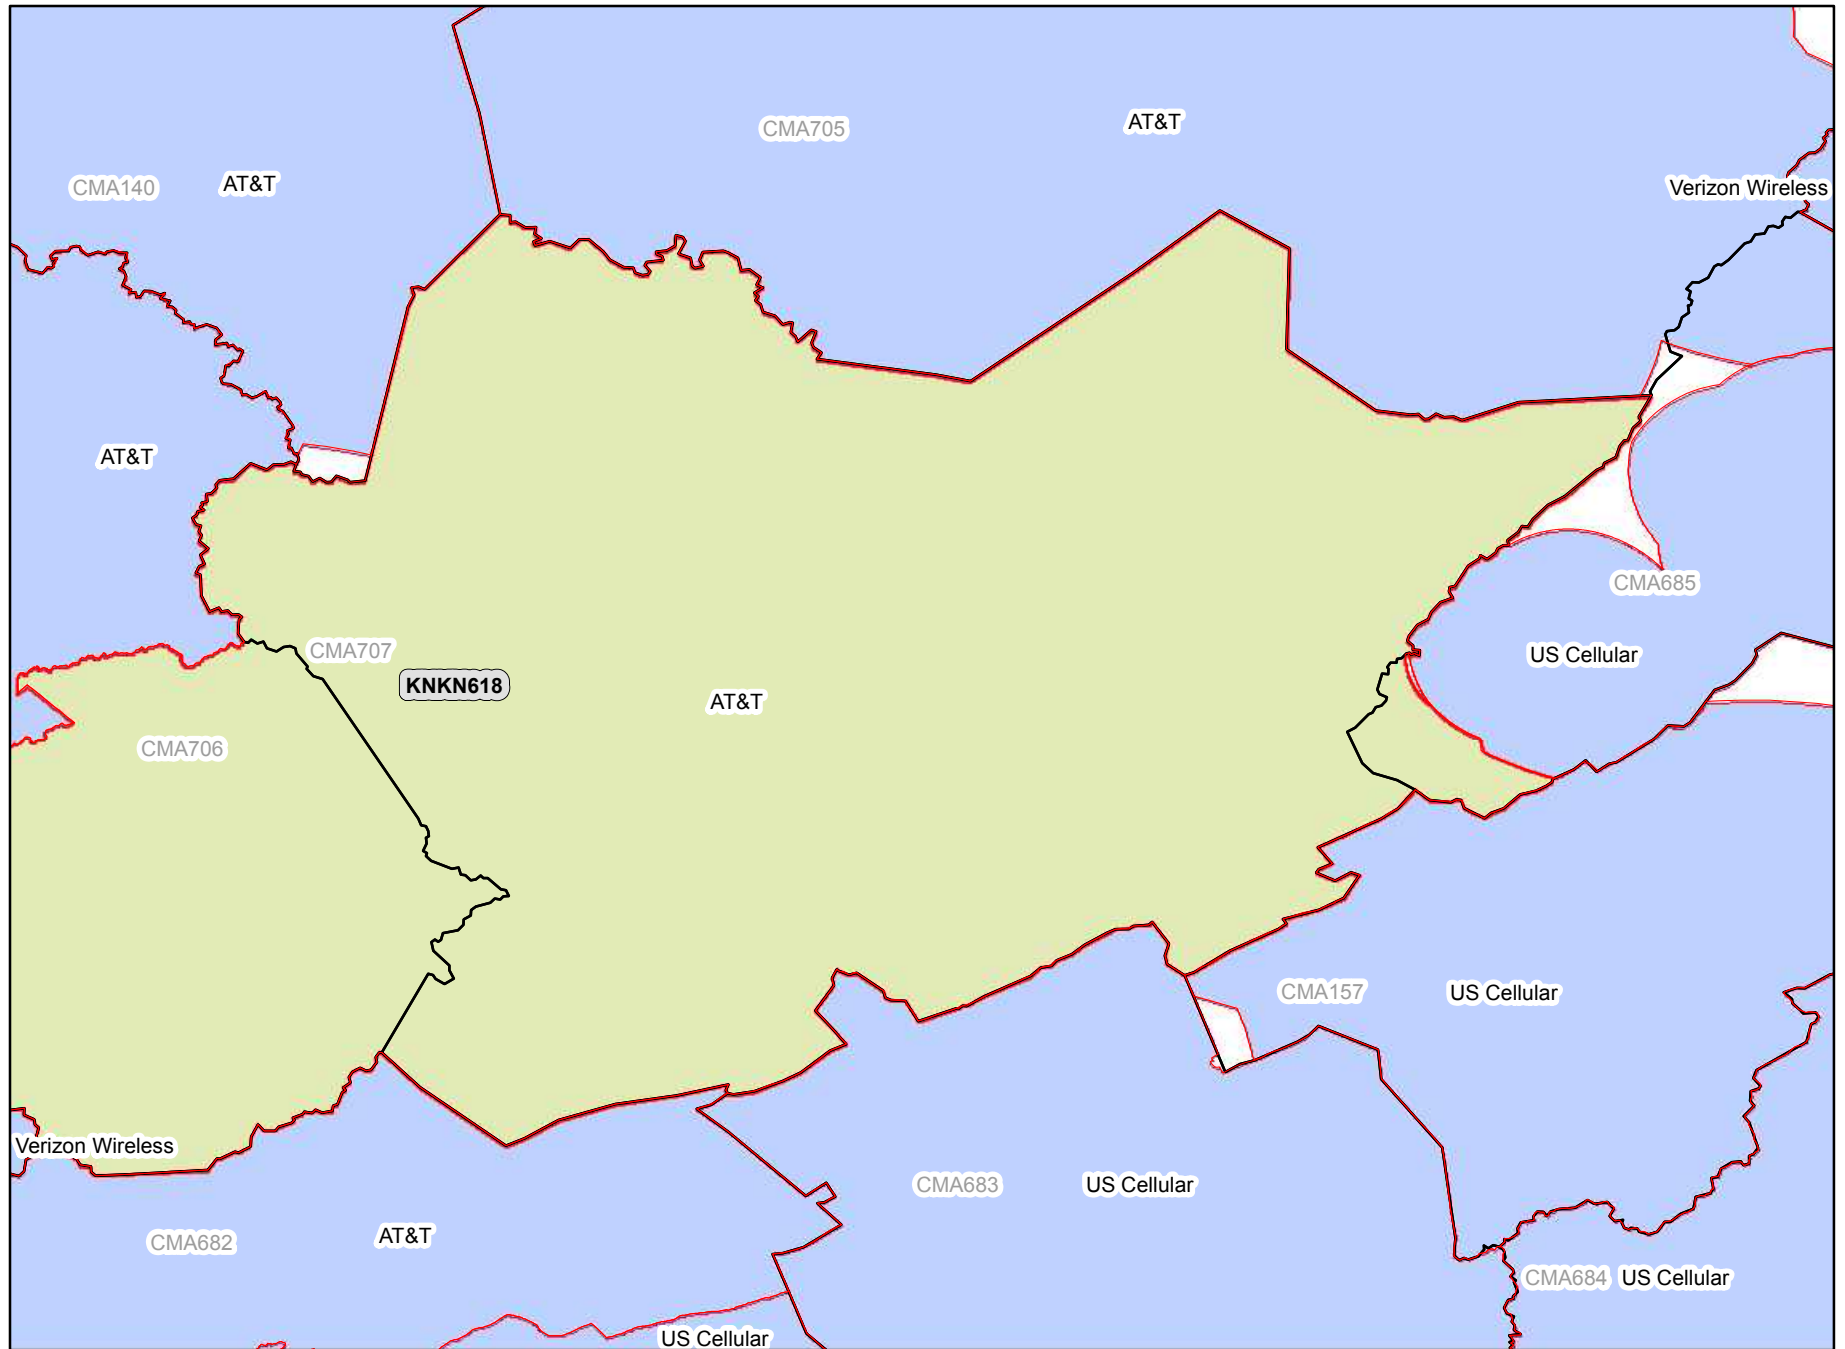 CMA705
AT&T
CMA140
AT&T
Verizon Wireless
AT&T
CMA685
CMA707
US Cellular
KNKN618
AT&T
CMA706
CMA157
US Cellular
Verizon Wireless
CMA683
US Cellular
CMA682
AT&T
CMA684
US Cellular
US Cellular